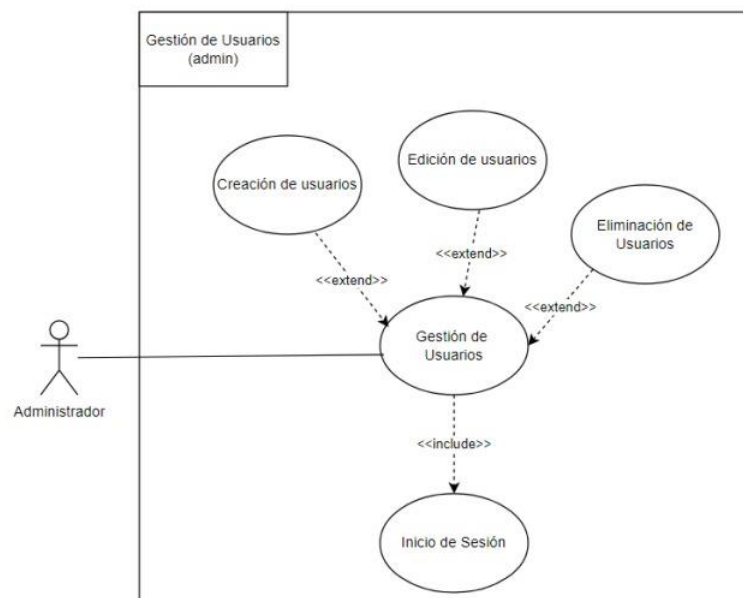 Gestión de Usuarios
(admin)
Edición de usuarios
Creación de usuarios
Eliminación de
Usuarios
<<extend>>
<<extend>>
<<extend>>
Gestión de
Usuarios
Administrador
<<include>>
Inicio de Sesión